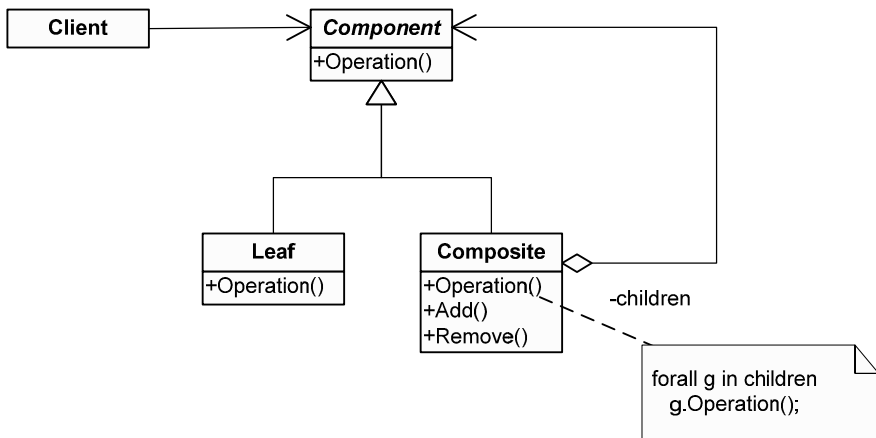 Client
Component
+Operation()
Leaf
+Operation()
Composite
+Operation()
+Add()
+Remove()
-children
forall g in children
g.Operation();